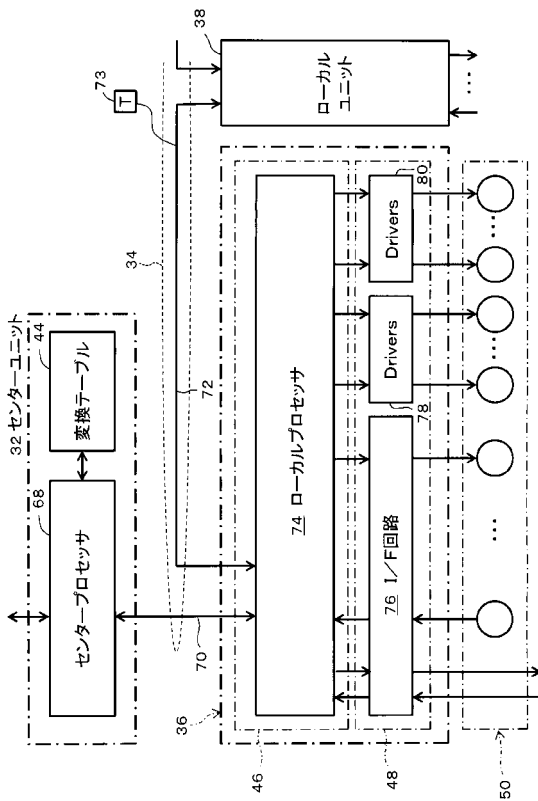 32 センターユニット
68
センタープロセッサ
44
変換テーブル
34
73
T
38
ローカル
ユニット
70
72
36
46
74 ローカルプロセッサ
48
76 I/F回路
78
Drivers
80
Drivers
50